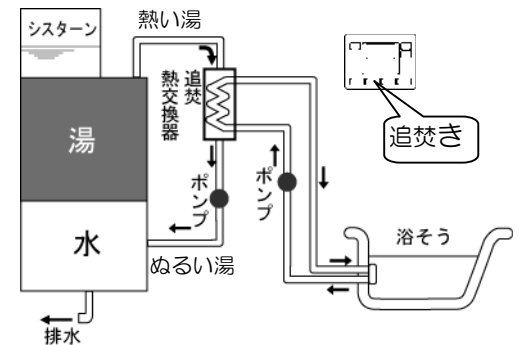 シスターン
熱い湯
追焚
熱交換器
追焚き
湯
ポンプ
ポンプ
水
浴そう
ぬるい湯
排水